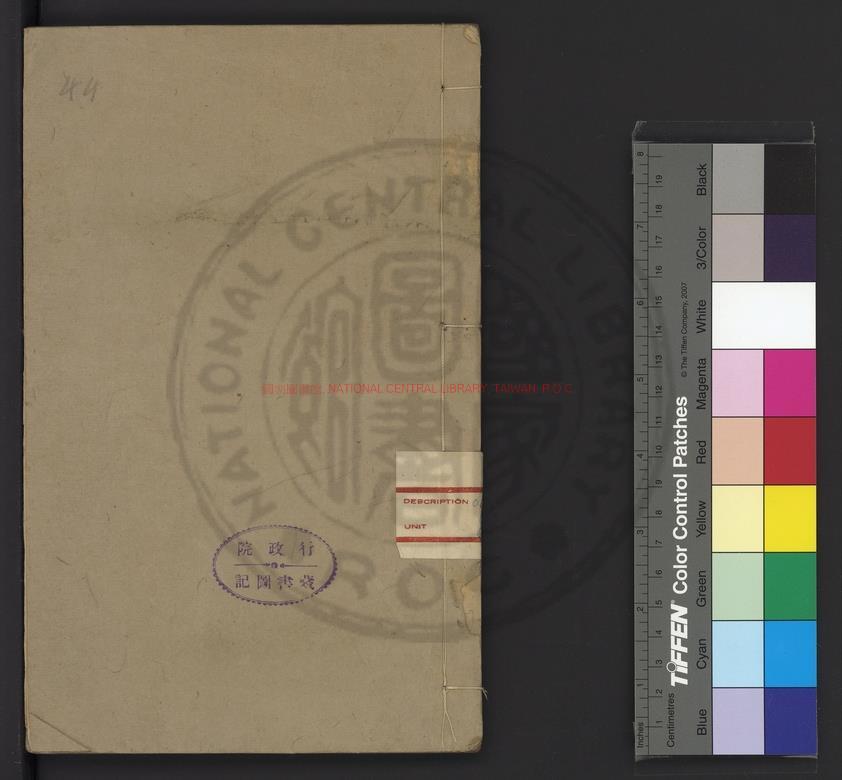 44
NATIONAL CENTRAL LIBRARY
國
R.O.C.
國家圖書館, NATIONAL CENTRAL LIBRARY, TAIWAN, R.O.C.
DESCRIPTION
UNIT
行政院
藏書圖記
Inches
1 2 3 4 5 6 7 8
Centimetres
1 2 3 4 5 6 7 8 9 10 11 12 13 14 15 16 17 18 19
TIFFEN® Color Control Patches
© The Tiffen Company, 2007
Blue
Cyan
Green
Yellow
Red
Magenta
White
3/Color
Black